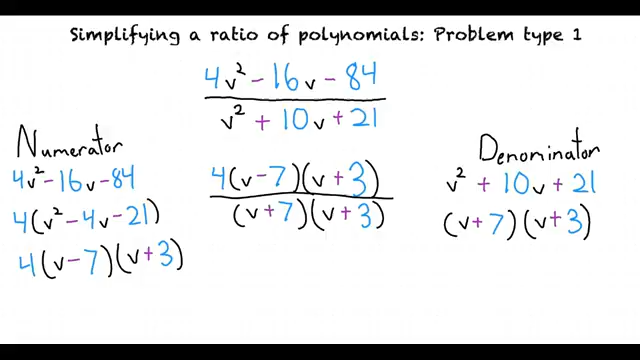 Simplifying a ratio of polynomials: Problem type 1
4v² - 16v - 84
v² + 10v + 21
Numerator
4v² - 16v - 84
4(v² - 4v - 21)
4(v - 7)(v + 3)
4(v - 7)(v + 3)
(v + 7)(v + 3)
Denominator
v² + 10v + 21
(v + 7)(v + 3)